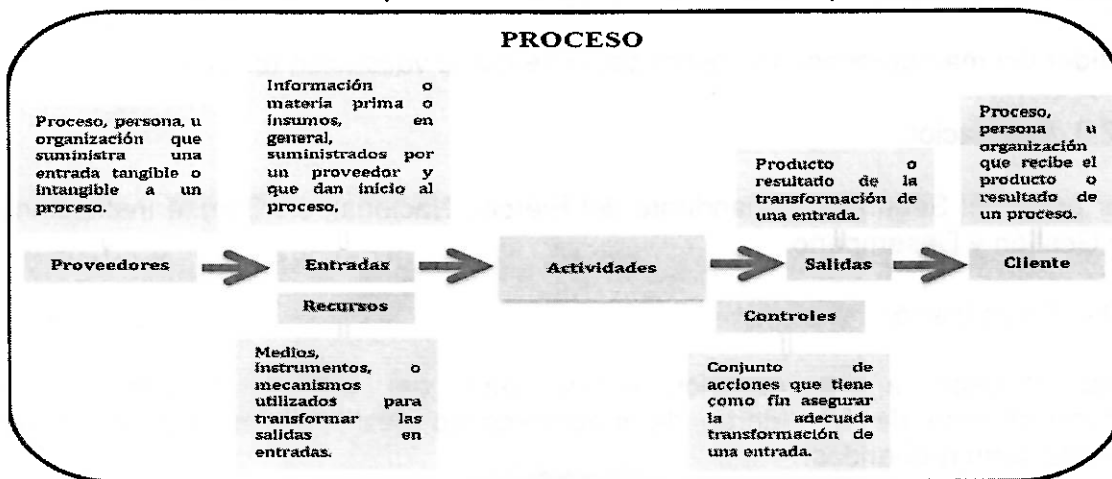 PROCESO
Proceso, persona, u
organización que
suministra una
entrada tangible o
intangible a un
proceso.
Información o
materia prima o
insumos, en
general,
suministrados por
un proveedor y
que dan inicio al
proceso,
Producto o
resultado de la
transformación de
una entrada.
Proceso,
persona u
organización
que recibe el
producto o
resultado de
un proceso.
Proveedores
Entradas
Actividades
Salidas
Cliente
Recursos
Controles
Medios,
instrumentos, o
mecanismos
utilizados para
transformar las
salidas en
entradas.
Conjunto de
acciones que tiene
como fin asegurar
la adecuada
transformación de
una entrada.